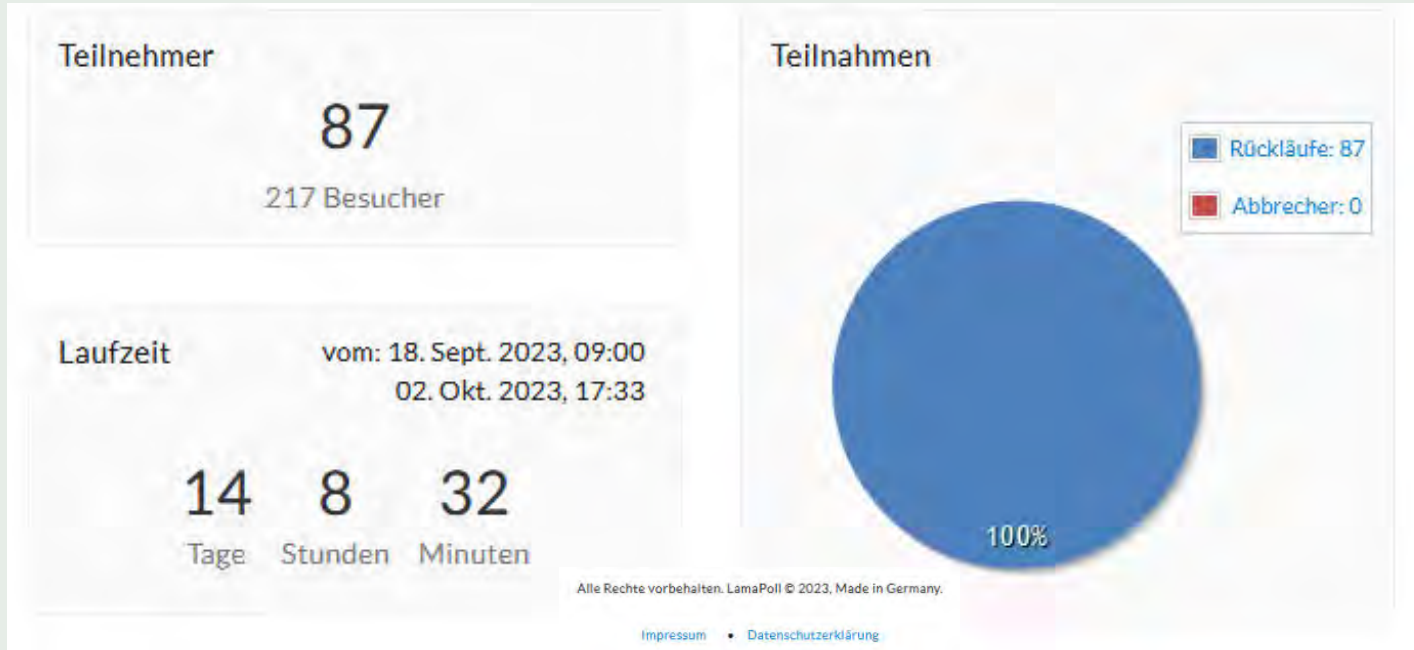 Teilnehmer
87
217 Besucher
Laufzeit
vom: 18. Sept. 2023, 09:00
02. Okt. 2023, 17:33
14 8 32
Tage Stunden Minuten
Teilnahmen
Rückläufe: 87
Abbrecher: 0
100%
Alle Rechte vorbehalten. LamaPoll © 2023, Made in Germany.
Impressum • Datenschutzerklärung